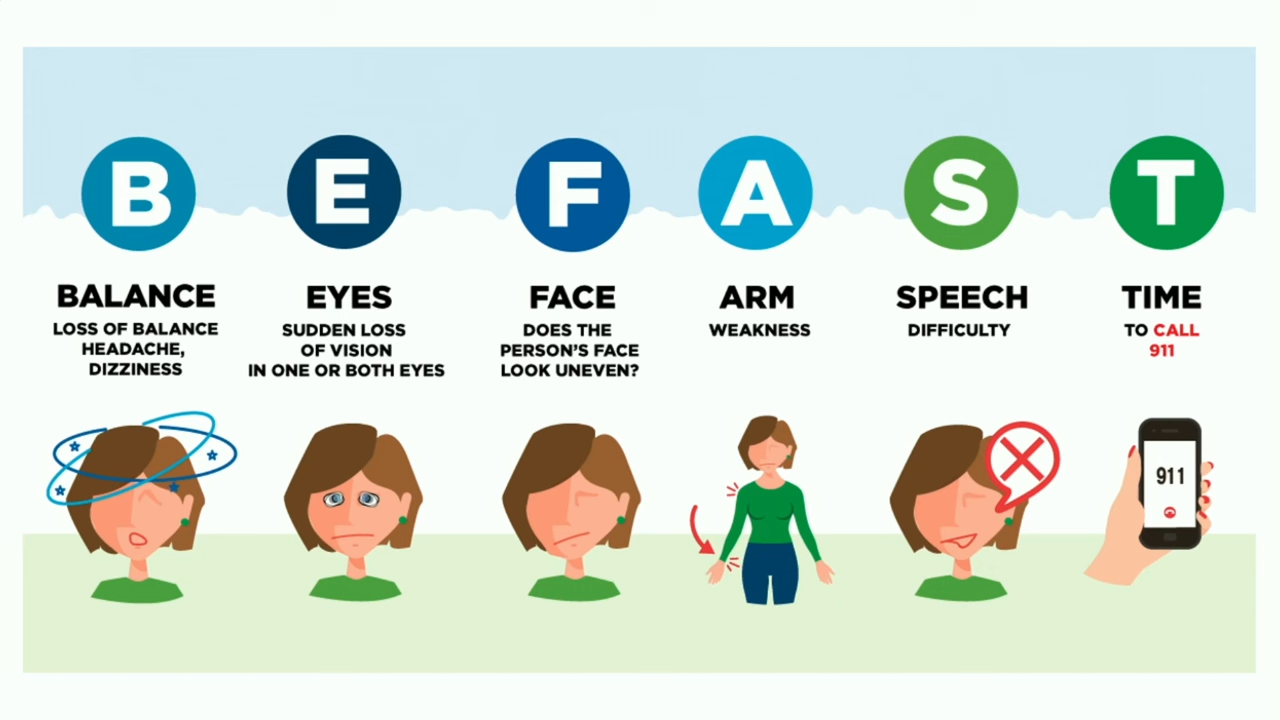 B E F A S T
BALANCE
LOSS OF BALANCE
HEADACHE,
DIZZINESS
EYES
SUDDEN LOSS
OF VISION
IN ONE OR BOTH EYES
FACE
DOES THE
PERSON'S FACE
LOOK UNEVEN?
ARM
WEAKNESS
SPEECH
DIFFICULTY
TIME
TO CALL
911
911